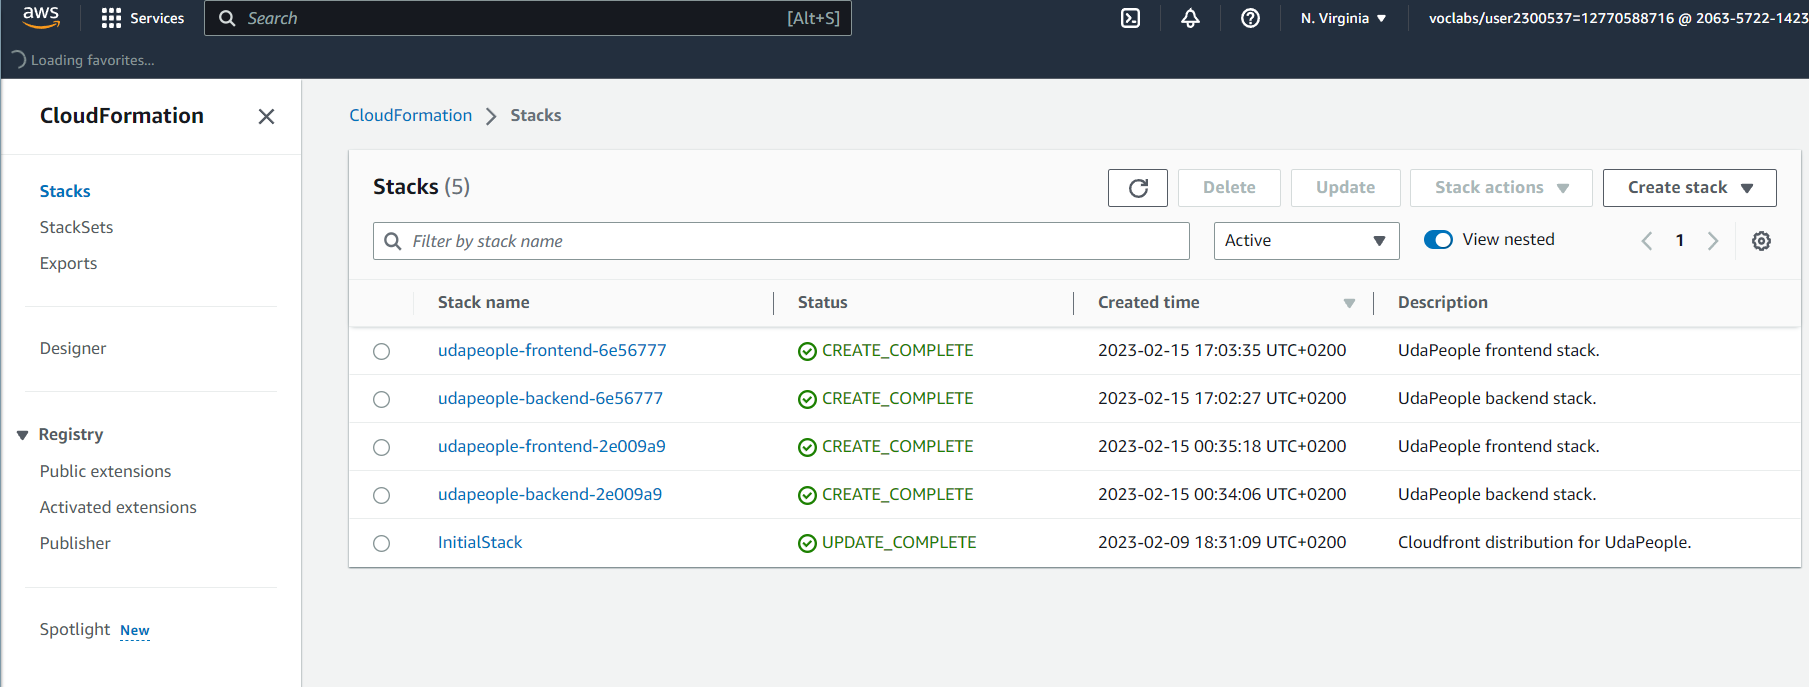 aws
Services
Search [Alt+S]
N. Virginia
voclabs/user2300537=12770588716 @ 2063-5722-1423
Loading favorites...
CloudFormation
Stacks
StackSets
Exports
Designer
Registry
Public extensions
Activated extensions
Publisher
Spotlight New
CloudFormation Stacks
Stacks (5)
Delete Update Stack actions Create stack
Filter by stack name Active View nested 1
Stack name Status Created time Description
udapeople-frontend-6e56777 CREATE_COMPLETE 2023-02-15 17:03:35 UTC+0200 UdaPeople frontend stack.
udapeople-backend-6e56777 CREATE_COMPLETE 2023-02-15 17:02:27 UTC+0200 UdaPeople backend stack.
udapeople-frontend-2e009a9 CREATE_COMPLETE 2023-02-15 00:35:18 UTC+0200 UdaPeople frontend stack.
udapeople-backend-2e009a9 CREATE_COMPLETE 2023-02-15 00:34:06 UTC+0200 UdaPeople backend stack.
InitialStack UPDATE_COMPLETE 2023-02-09 18:31:09 UTC+0200 Cloudfront distribution for UdaPeople.